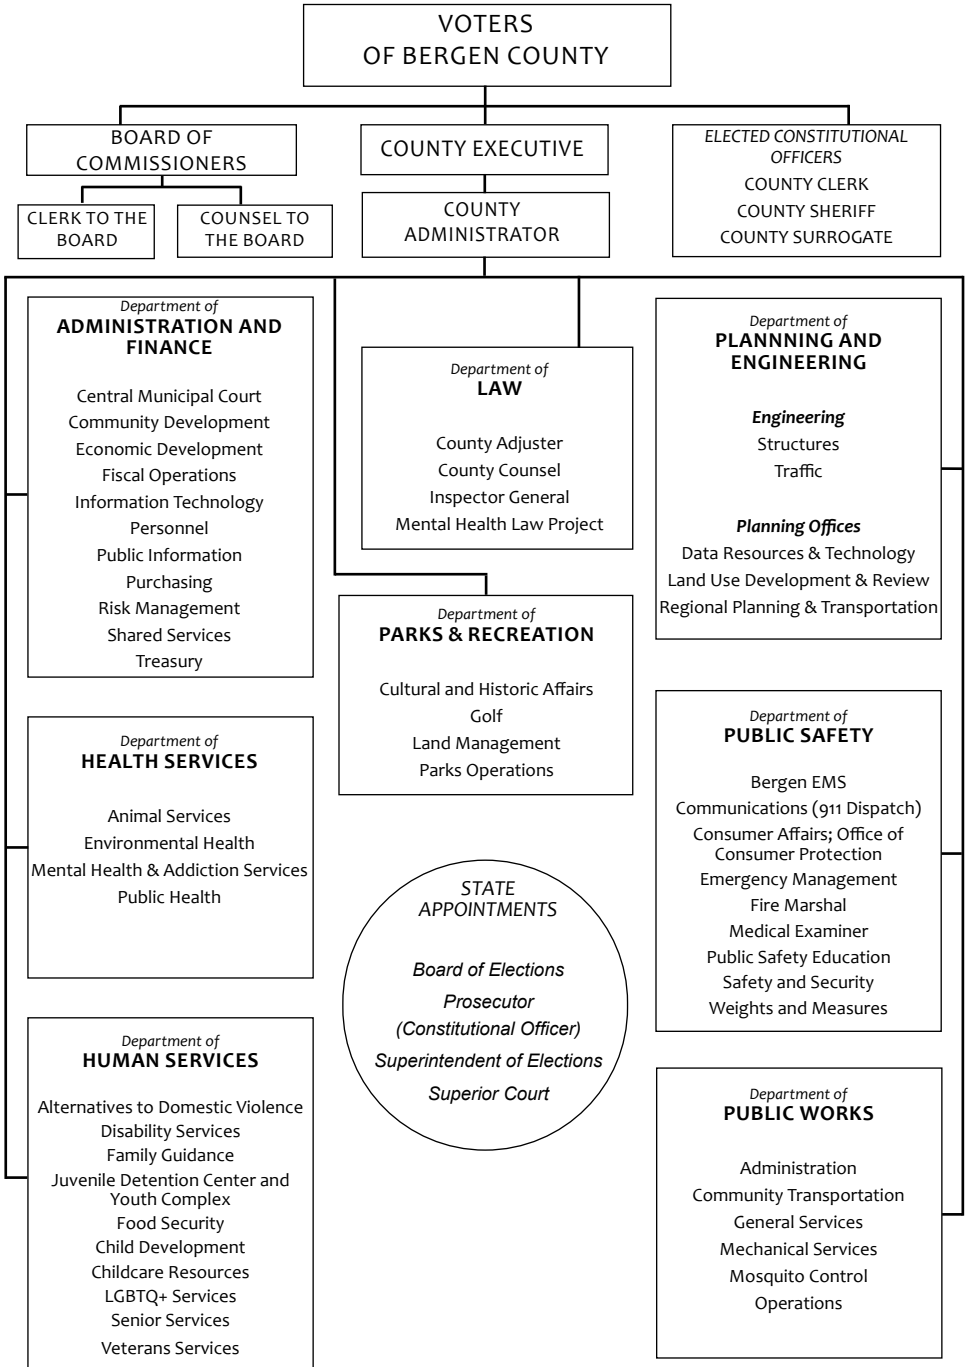 VOTERS
OF BERGEN COUNTY
BOARD OF
COMMISSIONERS
CLERK TO THE
BOARD
COUNSEL TO
THE BOARD
COUNTY EXECUTIVE
COUNTY
ADMINISTRATOR
ELECTED CONSTITUTIONAL
OFFICERS
COUNTY CLERK
COUNTY SHERIFF
COUNTY SURROGATE
Department of
ADMINISTRATION AND
FINANCE
Central Municipal Court
Community Development
Economic Development
Fiscal Operations
Information Technology
Personnel
Public Information
Purchasing
Risk Management
Shared Services
Treasury
Department of
LAW
County Adjuster
County Counsel
Inspector General
Mental Health Law Project
Department of
PLANNNING AND
ENGINEERING
Engineering
Structures
Traffic
Planning Offices
Data Resources & Technology
Land Use Development & Review
Regional Planning & Transportation
Department of
PARKS & RECREATION
Cultural and Historic Affairs
Golf
Land Management
Parks Operations
Department of
HEALTH SERVICES
Animal Services
Environmental Health
Mental Health & Addiction Services
Public Health
Department of
PUBLIC SAFETY
Bergen EMS
Communications (911 Dispatch)
Consumer Affairs; Office of
Consumer Protection
Emergency Management
Fire Marshal
Medical Examiner
Public Safety Education
Safety and Security
Weights and Measures
STATE
APPOINTMENTS
Board of Elections
Prosecutor
(Constitutional Officer)
Superintendent of Elections
Superior Court
Department of
HUMAN SERVICES
Alternatives to Domestic Violence
Disability Services
Family Guidance
Juvenile Detention Center and
Youth Complex
Food Security
Child Development
Childcare Resources
LGBTQ+ Services
Senior Services
Veterans Services
Department of
PUBLIC WORKS
Administration
Community Transportation
General Services
Mechanical Services
Mosquito Control
Operations